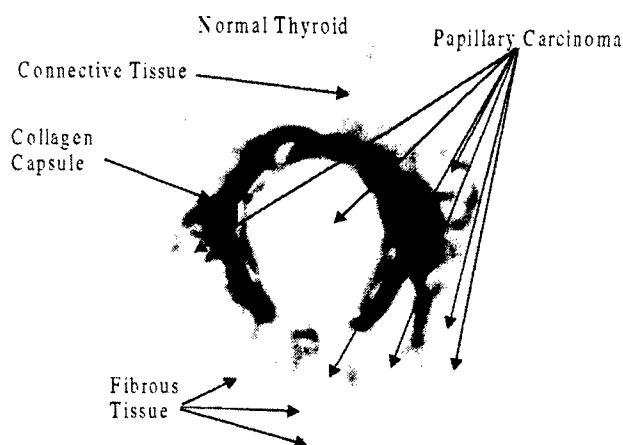 Normal Thyroid
Papillary Carcinoma
Connective Tissue
Collagen
Capsule
Fibrous
Tissue